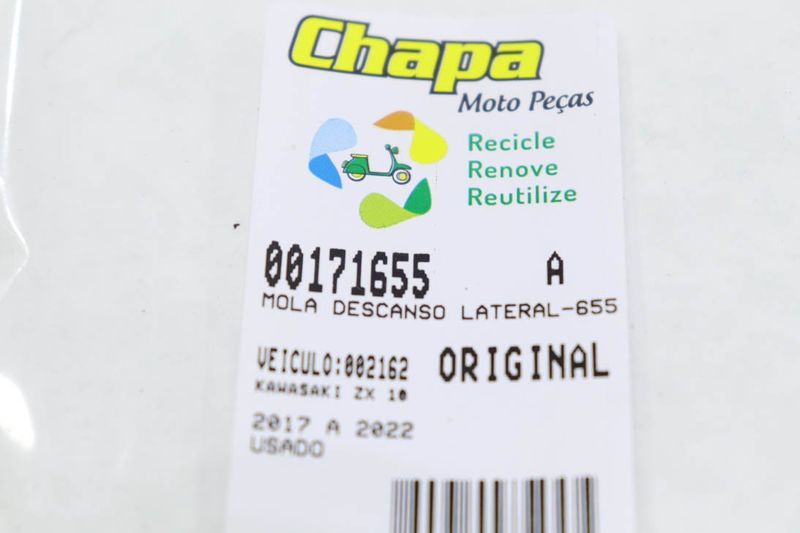 Chapa
Moto Peças
Recicle
Renove
Reutilize
00171655 A
MOLA DESCANSO LATERAL-655
VEICULO:002162 ORIGINAL
KAWASAKI ZX 10
2017 A 2022
USADO